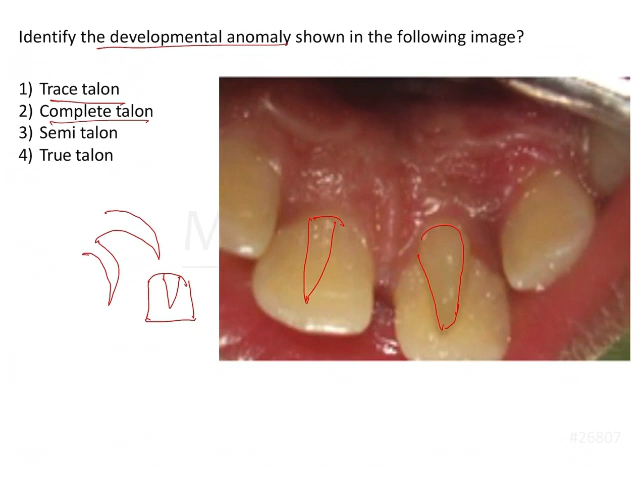 Identify the developmental anomaly shown in the following image?
1) Trace talon
2) Complete talon
3) Semi talon
4) True talon
#26807